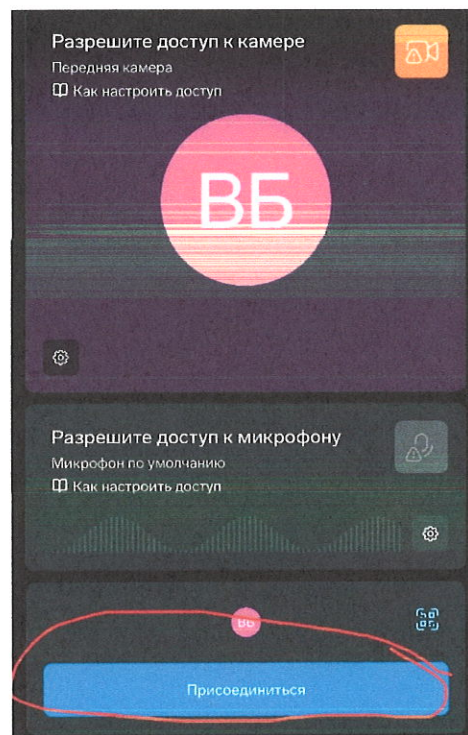 Разрешите доступ к камере
Передняя камера
Как настроить доступ
ВБ
Разрешите доступ к микрофону
Микрофон по умолчанию
Как настроить доступ
ВБ
Присоединиться